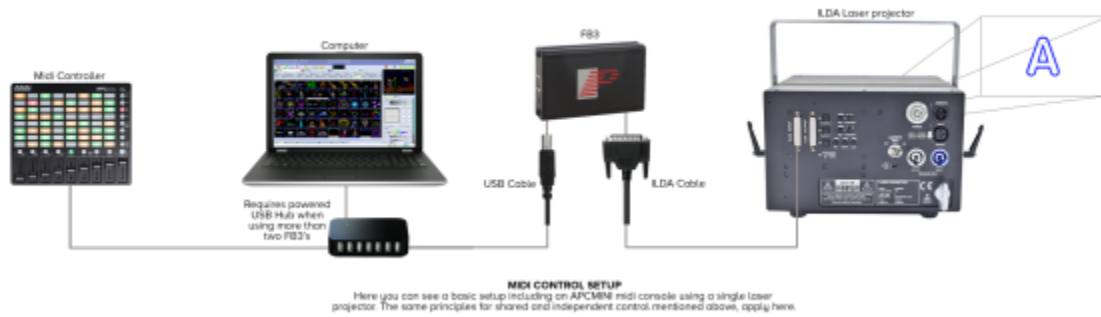 ILDA Laser projector
FB3
Computer
Midi Controller
A
USB Cable
ILDA Cable
Requires powered
USB Hub when
using more than
two FB3's
MIDI CONTROL SETUP
Here you can see a basic setup including an APCMINI midi console using a single laser
projector. The same principles for shared and independent control mentioned above, apply here.